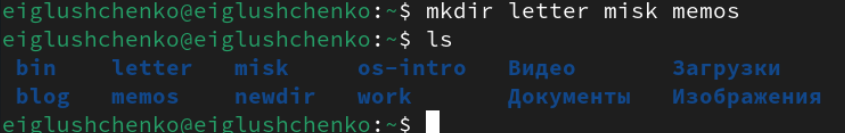 eiglushchenko@eiglushchenko:~$ mkdir letter misk memos
eiglushchenko@eiglushchenko:~$ ls
bin letter misk os-intro Видео Загрузки
blog memos newdir work Документы Изображения
eiglushchenko@eiglushchenko:~$